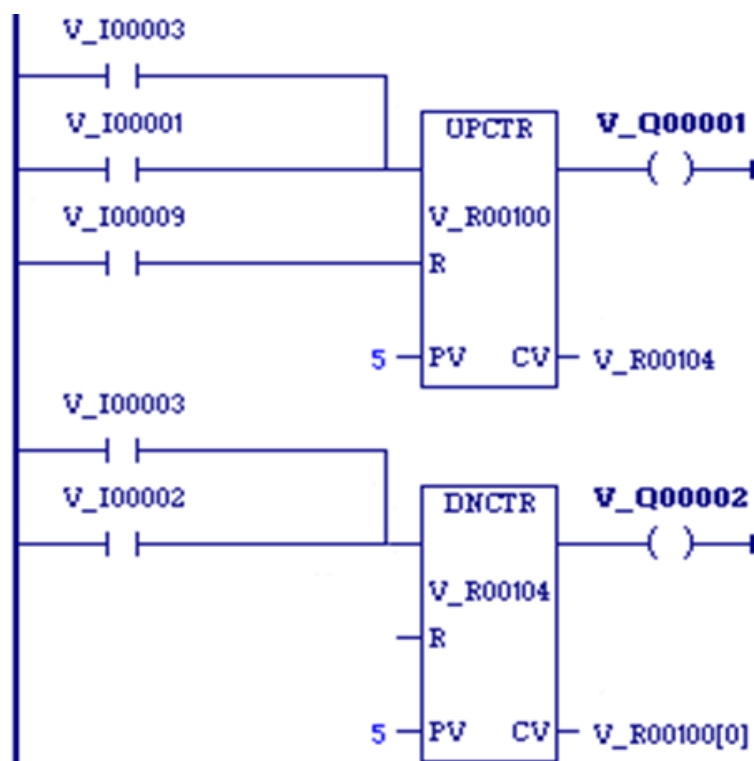 V_I00003
V_I00001
UPCTR
V_Q00001
V_I00009
V_R00100
R
5
PV CV
V_R00104
V_I00003
V_I00002
DNCTR
V_Q00002
V_R00104
R
5
PV CV
V_R00100[0]